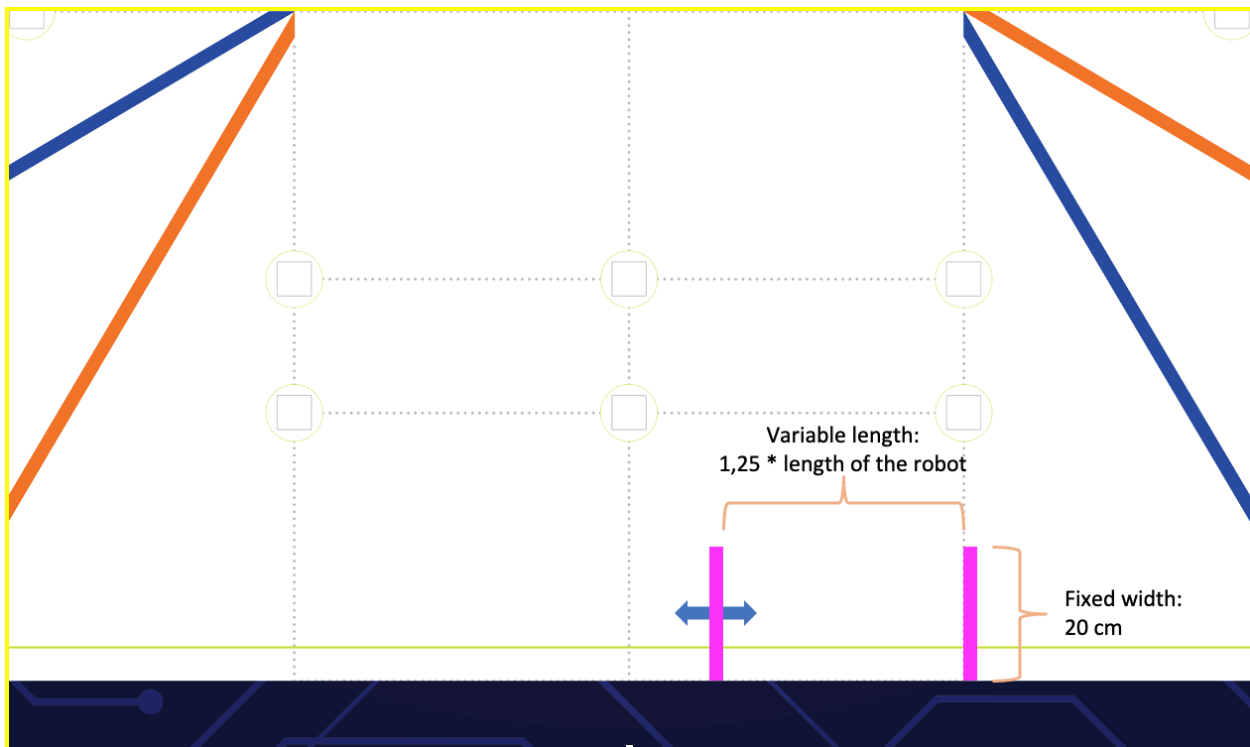 Variable length:
1,25 * length of the robot
Fixed width:
20 cm